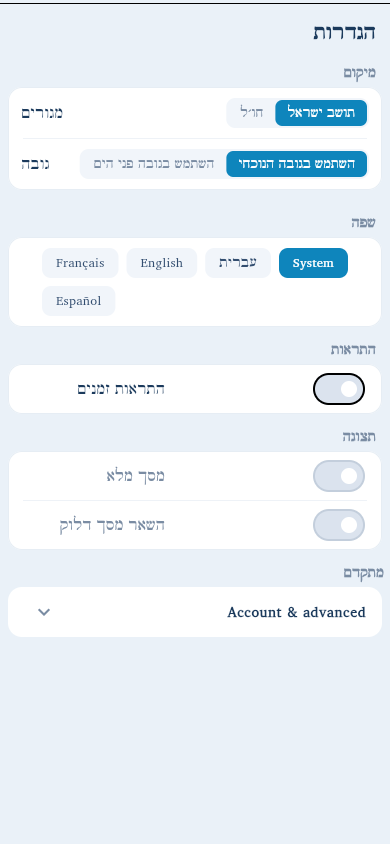 הגדרות
מיקום
תושב ישראל חו״ל מגורים
השתמש בגובה הנוכחי השתמש בגובה פני הים גובה
שפה
System עברית English Français
Español
התראות
התראות זמנים
תצוגה
מסך מלא
השאר מסך דלוק
מתקדם
Account & advanced